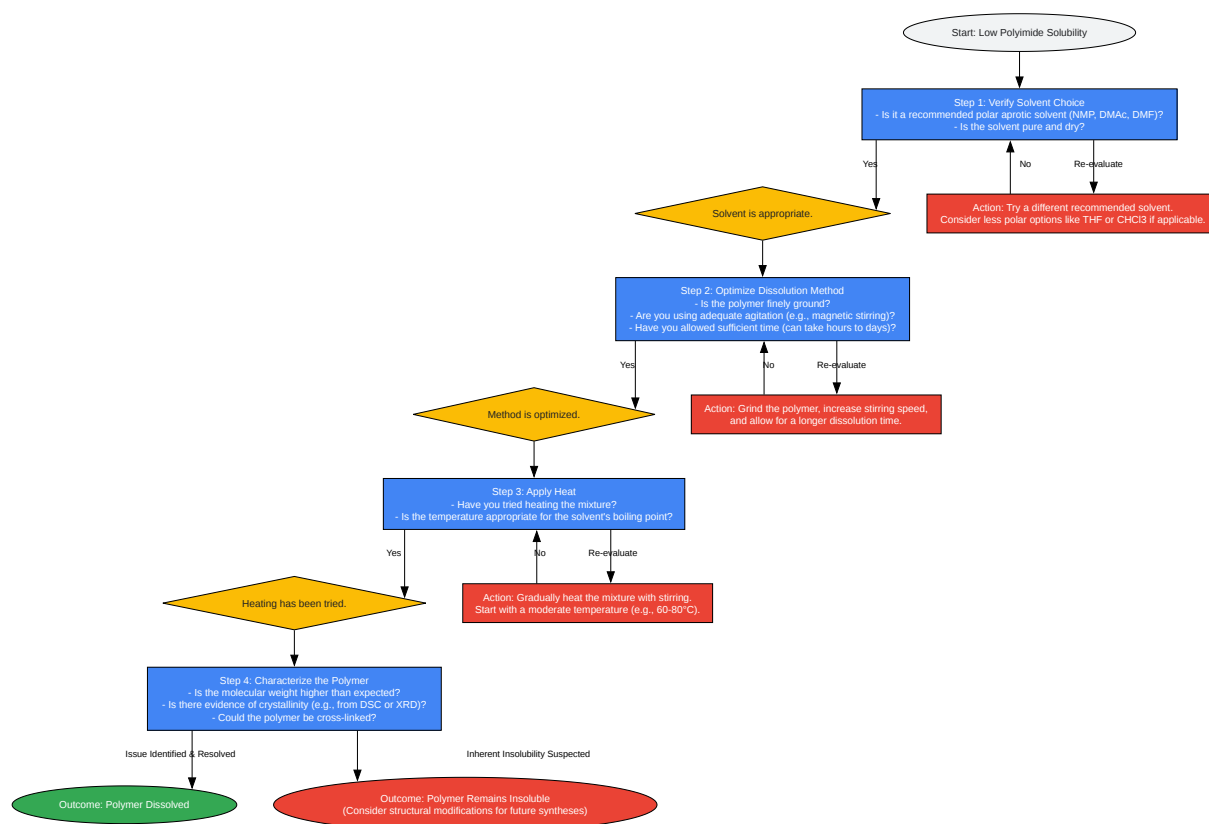 Start: Low Polyimide Solubility
Step 1: Verify Solvent Choice
- Is it a recommended polar aprotic solvent (NMP, DMAc, DMF)?
- Is the solvent pure and dry?
Yes
No
Re-evaluate
Action: Try a different recommended solvent.
Consider less polar options like THF or CHCl3 if applicable.
Solvent is appropriate.
Step 2: Optimize Dissolution Method
- Is the polymer finely ground?
- Are you using adequate agitation (e.g., magnetic stirring)?
- Have you allowed sufficient time (can take hours to days)?
Yes
No
Re-evaluate
Action: Grind the polymer, increase stirring speed,
and allow for a longer dissolution time.
Method is optimized.
Step 3: Apply Heat
- Have you tried heating the mixture?
- Is the temperature appropriate for the solvent's boiling point?
Yes
No
Re-evaluate
Action: Gradually heat the mixture with stirring.
Start with a moderate temperature (e.g., 60-80°C).
Heating has been tried.
Step 4: Characterize the Polymer
- Is the molecular weight higher than expected?
- Is there evidence of crystallinity (e.g., from DSC or XRD)?
- Could the polymer be cross-linked?
Issue Identified & Resolved
Inherent Insolubility Suspected
Outcome: Polymer Dissolved
Outcome: Polymer Remains Insoluble
(Consider structural modifications for future syntheses)